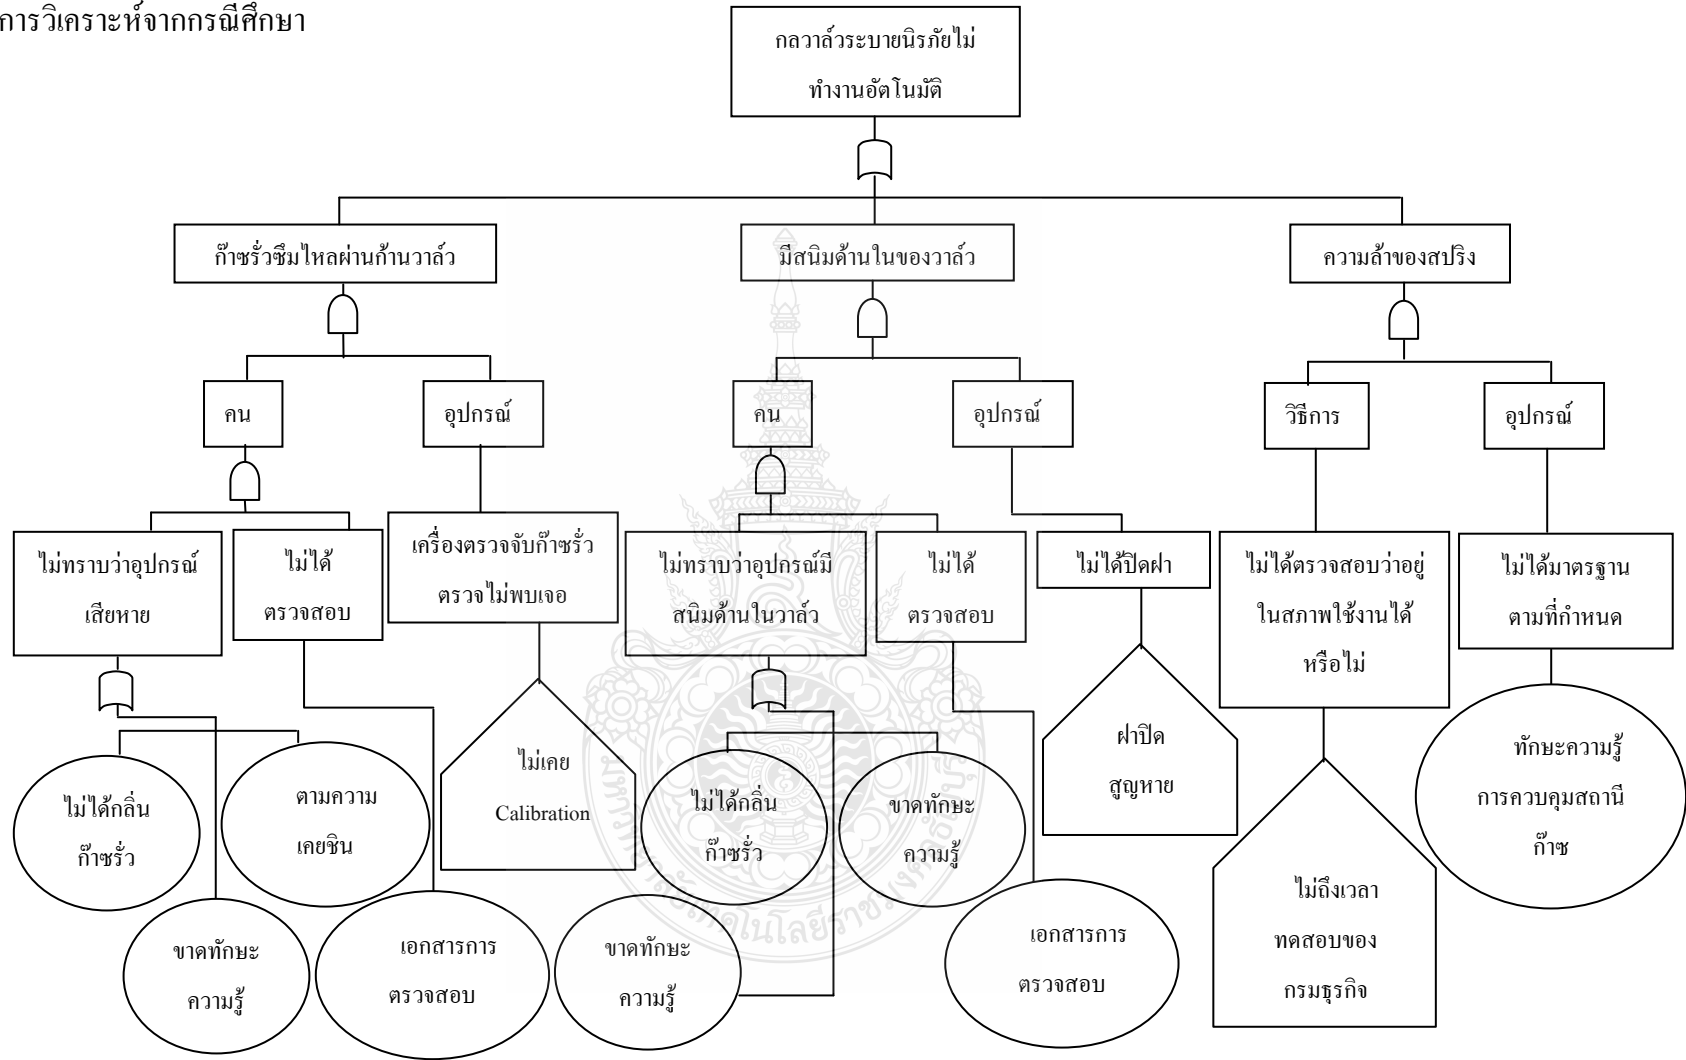 การวิเคราะห์จากกรณีศึกษา
กลวาล์วระบายนิรภัยไม่
ทำงานอัตโนมัติ
ก๊าซรั่วซึมไหลผ่านก้านวาล์ว
มีสนิมด้านในของวาล์ว
ความล้าของสปริง
คน
อุปกรณ์
คน
อุปกรณ์
วิธีการ
อุปกรณ์
ไม่ทราบว่าอุปกรณ์
เสียหาย
ไม่ได้
ตรวจสอบ
เครื่องตรวจจับก๊าซรั่ว
ตรวจไม่พบเจอ
ไม่ทราบว่าอุปกรณ์มี
สนิมด้านในวาล์ว
ไม่ได้
ตรวจสอบ
ไม่ได้ปิดฝา
ไม่ได้ตรวจสอบว่าอยู่
ในสภาพใช้งานได้
หรือไม่
ไม่ได้มาตรฐาน
ตามที่กำหนด
ไม่ได้กลิ่น
ก๊าซรั่ว
ตามความ
เคยชิน
ไม่เคย
Calibration
ไม่ได้กลิ่น
ก๊าซรั่ว
ขาดทักษะ
ความรู้
ฝาปิด
สูญหาย
ทักษะความรู้
การควบคุมสถานี
ก๊าซ
ขาดทักษะ
ความรู้
เอกสารการ
ตรวจสอบ
ขาดทักษะ
ความรู้
เอกสารการ
ตรวจสอบ
ไม่ถึงเวลา
ทดสอบของ
กรมธุรกิจ